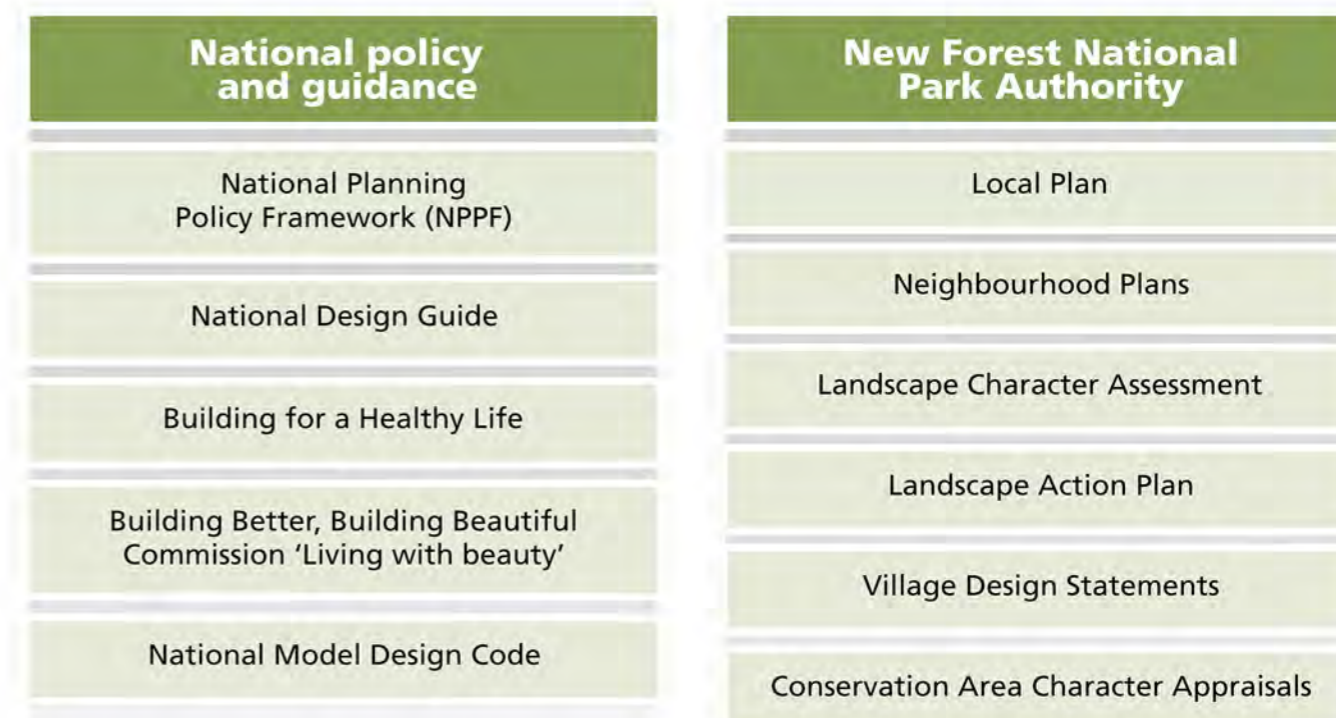 National policy
and guidance
National Planning
Policy Framework (NPPF)
National Design Guide
Building for a Healthy Life
Building Better, Building Beautiful
Commission ‘Living with beauty’
National Model Design Code
New Forest National
Park Authority
Local Plan
Neighbourhood Plans
Landscape Character Assessment
Landscape Action Plan
Village Design Statements
Conservation Area Character Appraisals